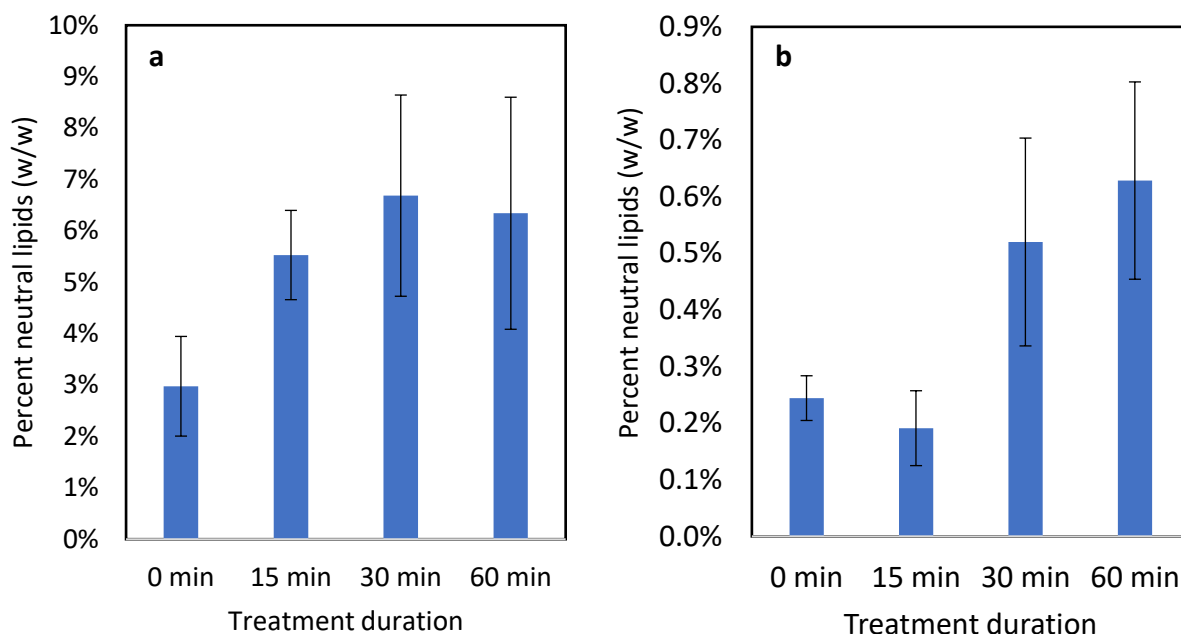 a
Percent neutral lipids (w/w)
10%
9%
8%
7%
6%
5%
4%
3%
2%
1%
0%
0 min 15 min 30 min 60 min
Treatment duration
b
Percent neutral lipids (w/w)
0.9%
0.8%
0.7%
0.6%
0.5%
0.4%
0.3%
0.2%
0.1%
0.0%
0 min 15 min 30 min 60 min
Treatment duration